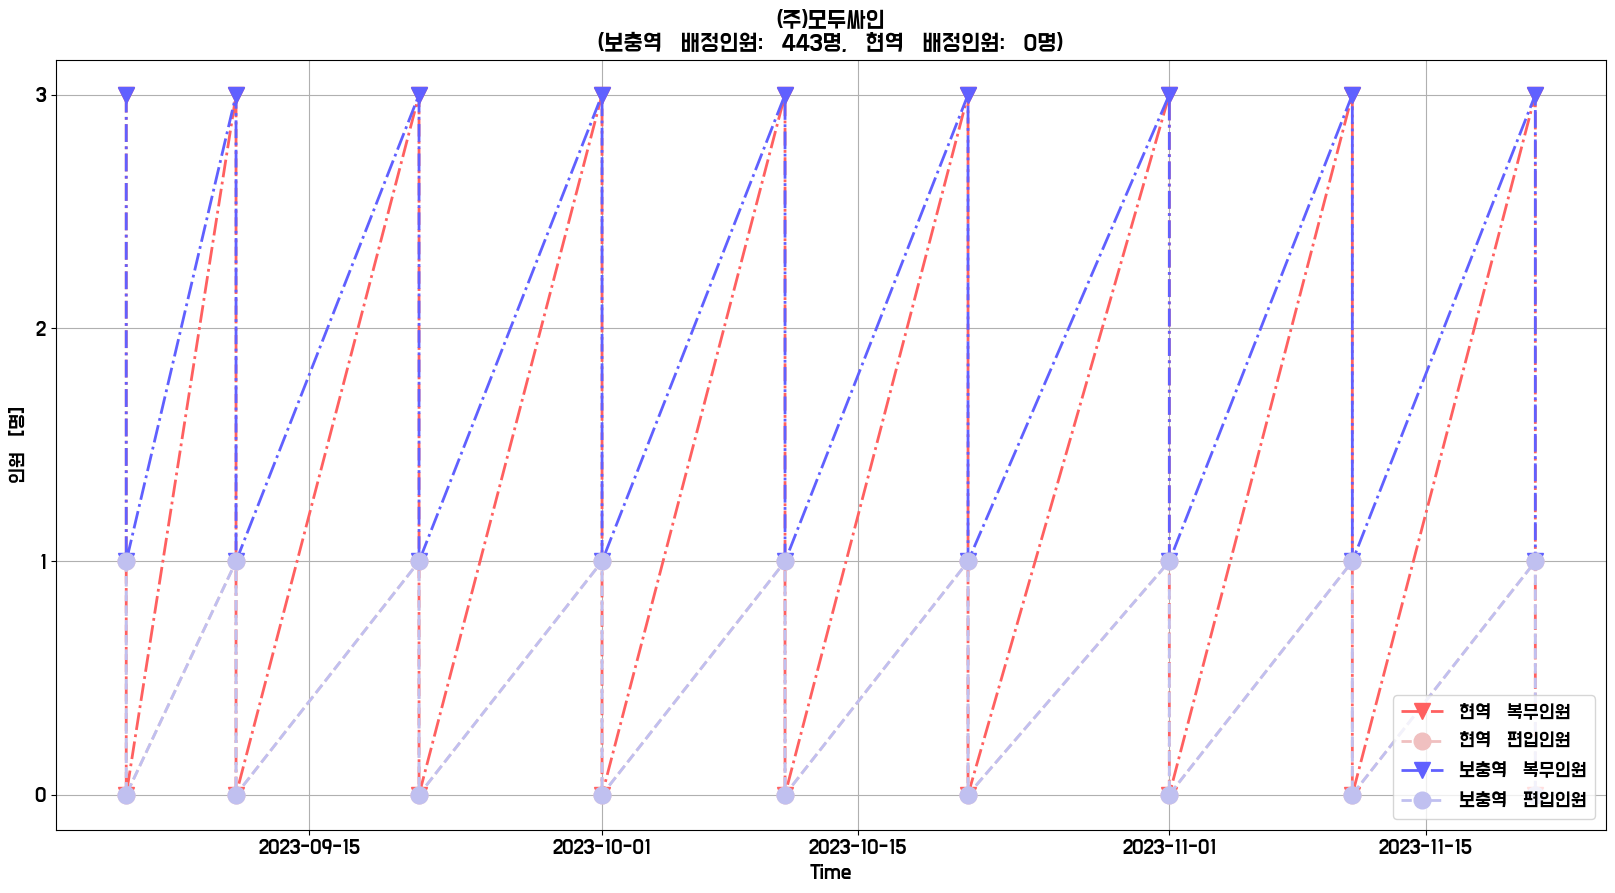 (주)모두싸인
(보충역 배정인원: 443명, 현역 배정인원: 0명)
인원 [명]
3
2
1
0
2023-09-15
2023-10-01
2023-10-15
2023-11-01
2023-11-15
Time
현역 복무인원
현역 편입인원
보충역 복무인원
보충역 편입인원